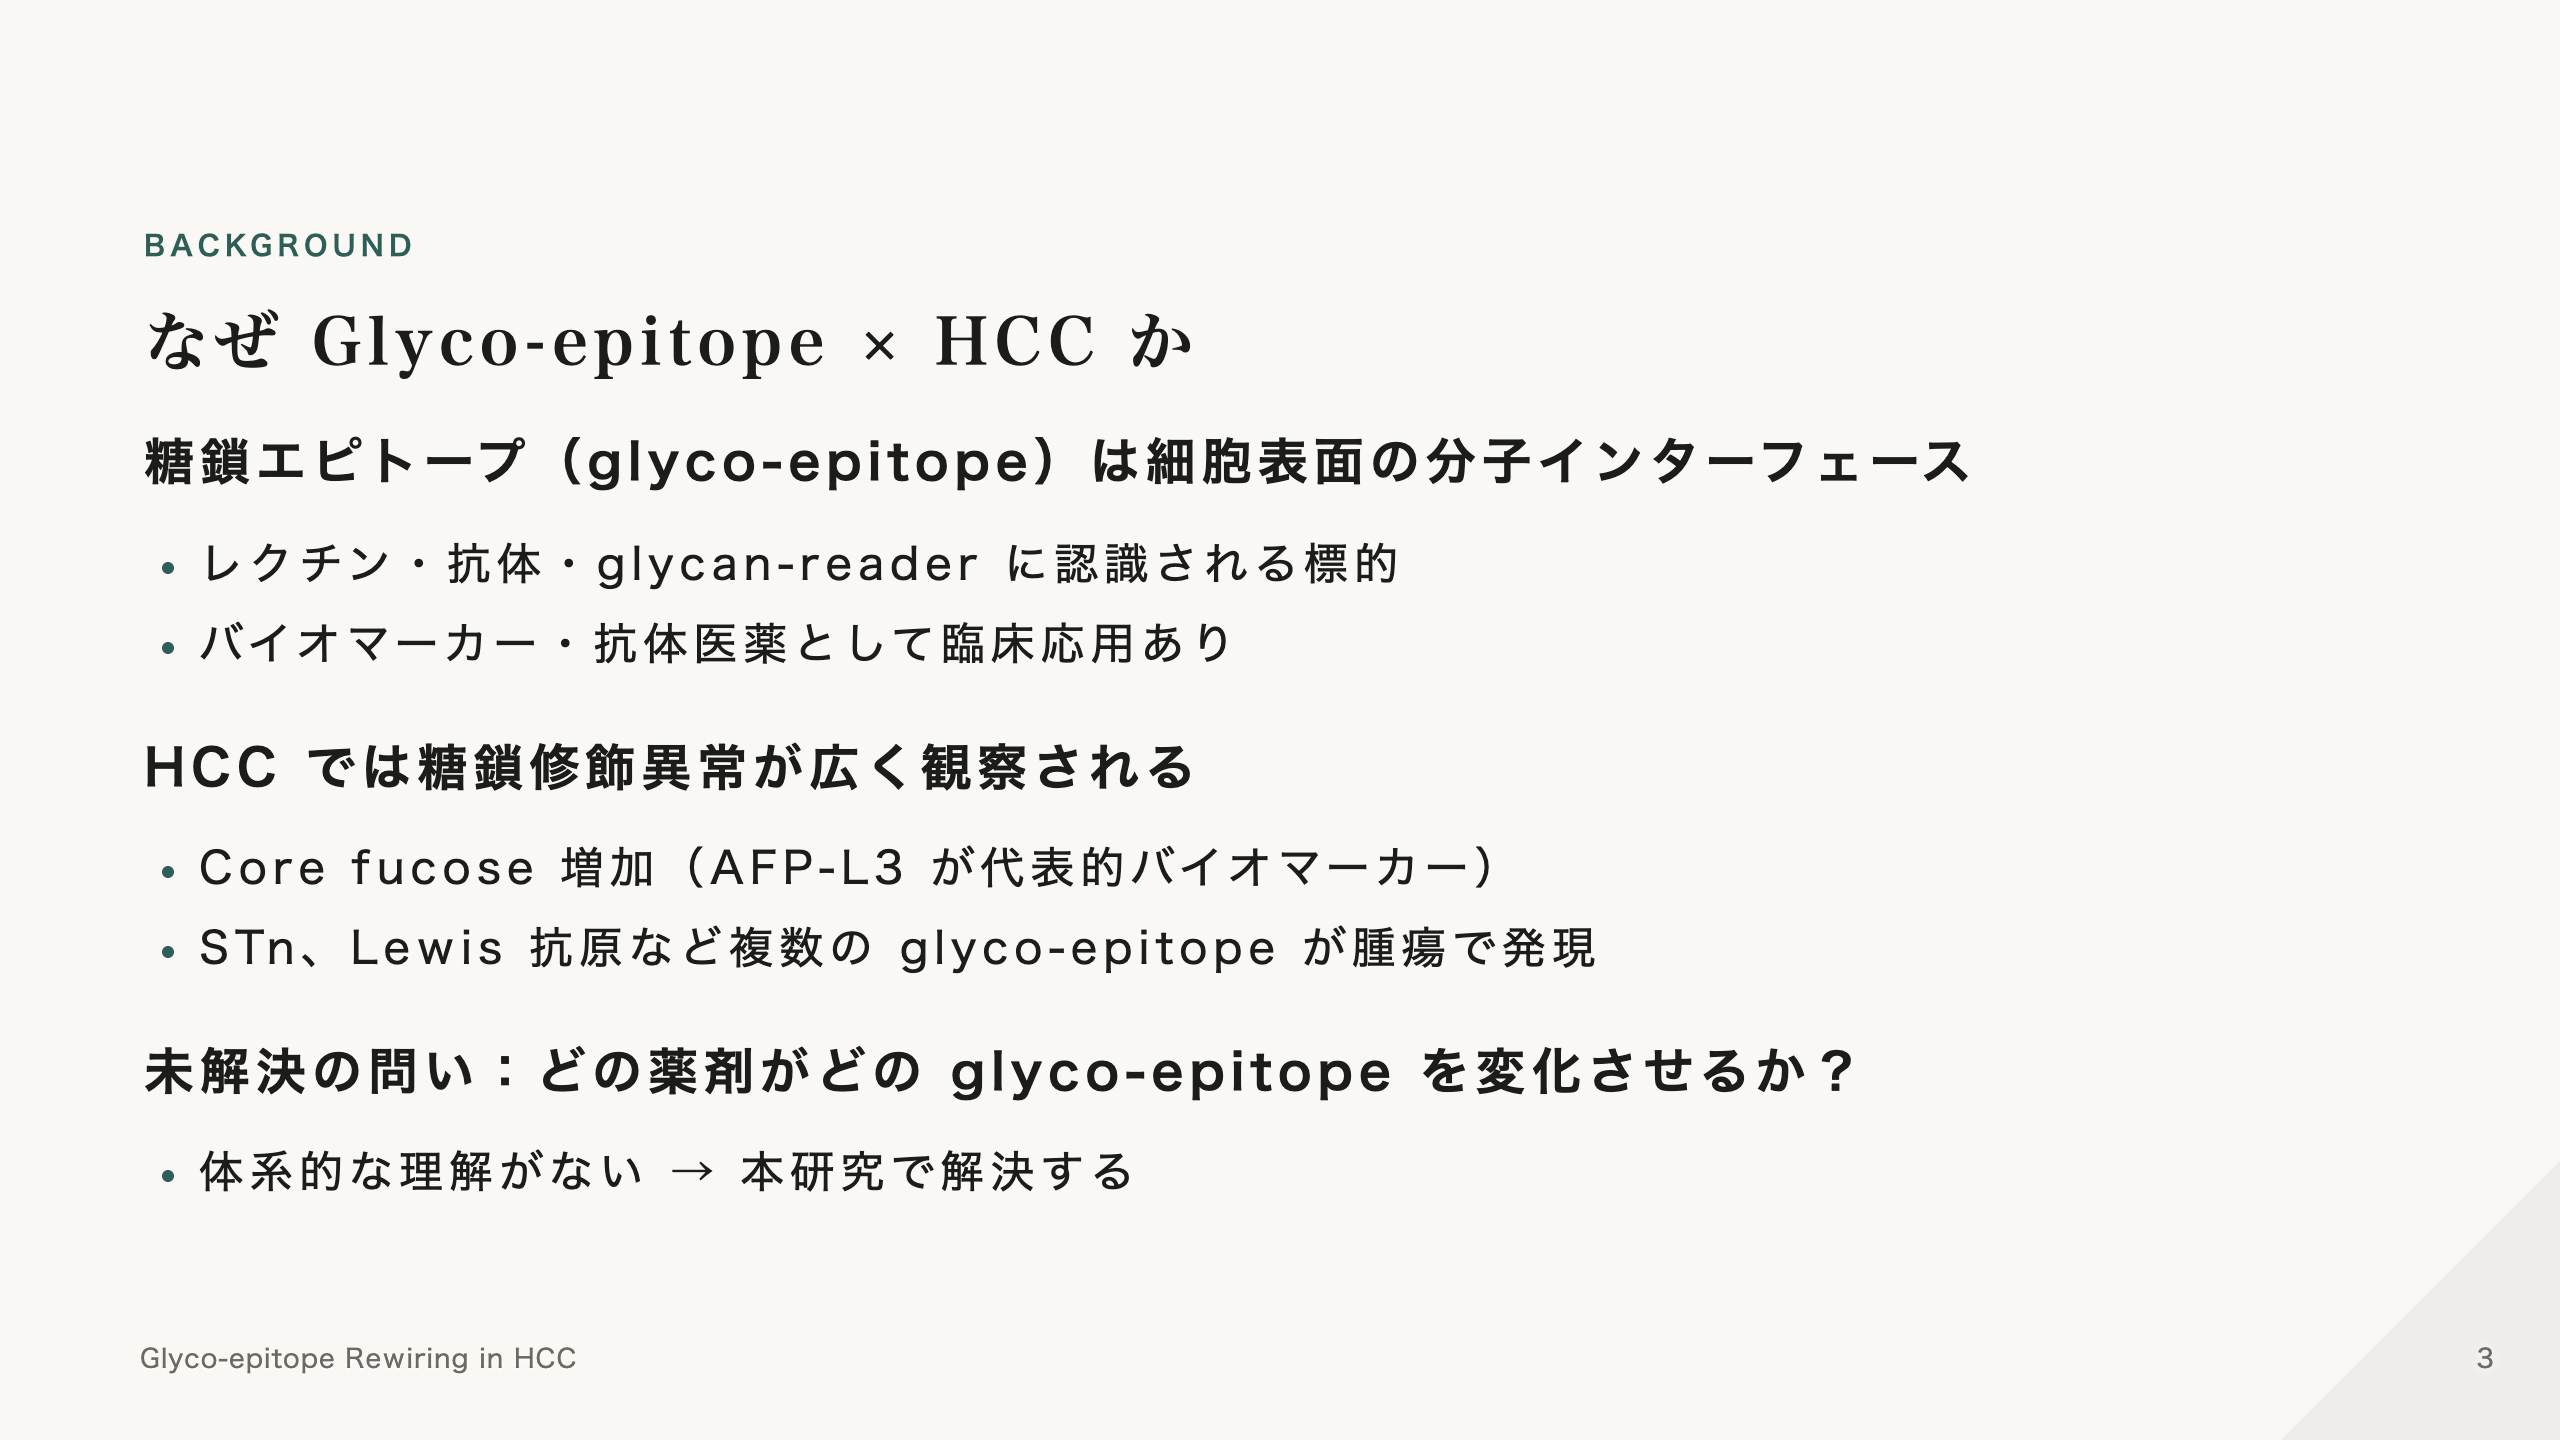 BACKGROUND
なぜ Glyco-epitope × HCC か
糖鎖エピトープ（glyco-epitope）は細胞表面の分子インターフェース
• レクチン・抗体・glycan-reader に認識される標的
• バイオマーカー・抗体医薬として臨床応用あり
HCC では糖鎖修飾異常が広く観察される
• Core fucose 増加（AFP-L3 が代表的バイオマーカー）
• STn、Lewis 抗原など複数の glyco-epitope が腫瘍で発現
未解決の問い：どの薬剤がどの glyco-epitope を変化させるか？
• 体系的な理解がない → 本研究で解決する
Glyco-epitope Rewiring in HCC
3